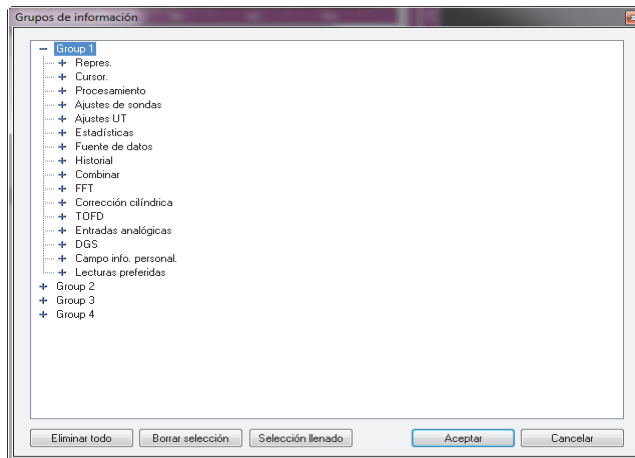 Grupos de información
Group 1
Repres.
Cursor.
Procesamiento
Ajustes de sondas
Ajustes UT
Estadísticas
Fuente de datos
Historial
Combinar
FFT
Corrección cilíndrica
TOFD
Entradas analógicas
DGS
Campo info. personal.
Lecturas preferidas
Group 2
Group 3
Group 4
Eliminar todo Borrar selección Selección llenado Aceptar Cancelar